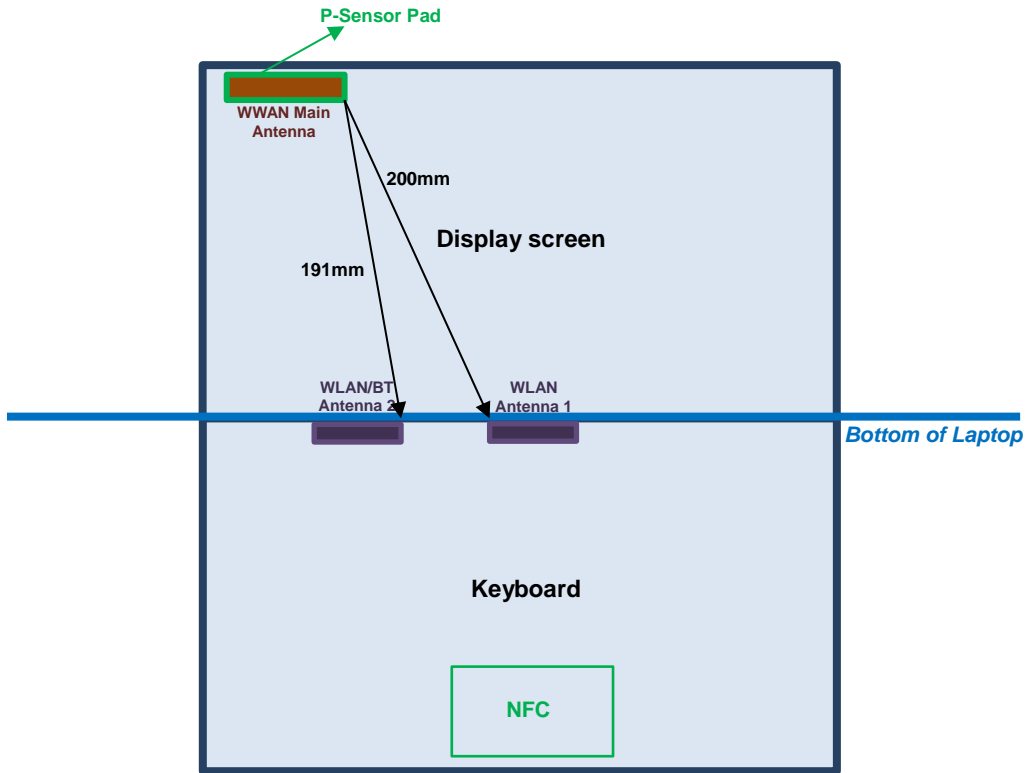 P-Sensor Pad
WWAN Main
Antenna
200mm
Display screen
191mm
WLAN/BT
Antenna 2
WLAN
Antenna 1
Bottom of Laptop
Keyboard
NFC